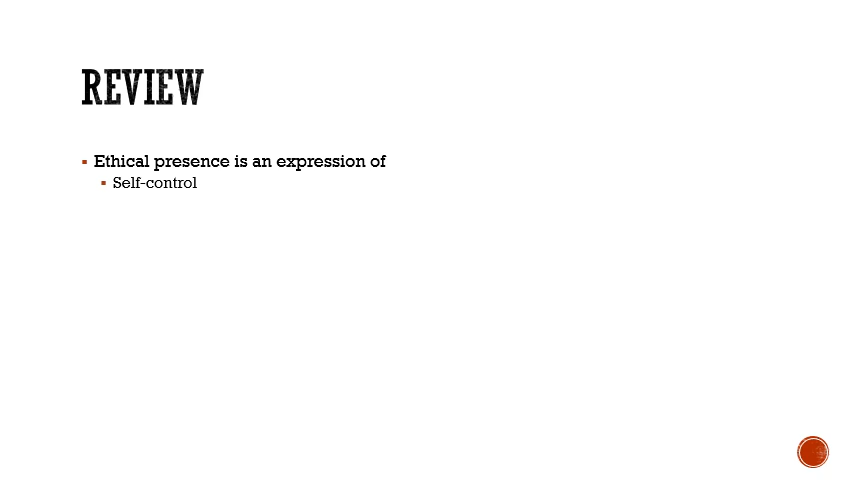 REVIEW
Ethical presence is an expression of
Self-control